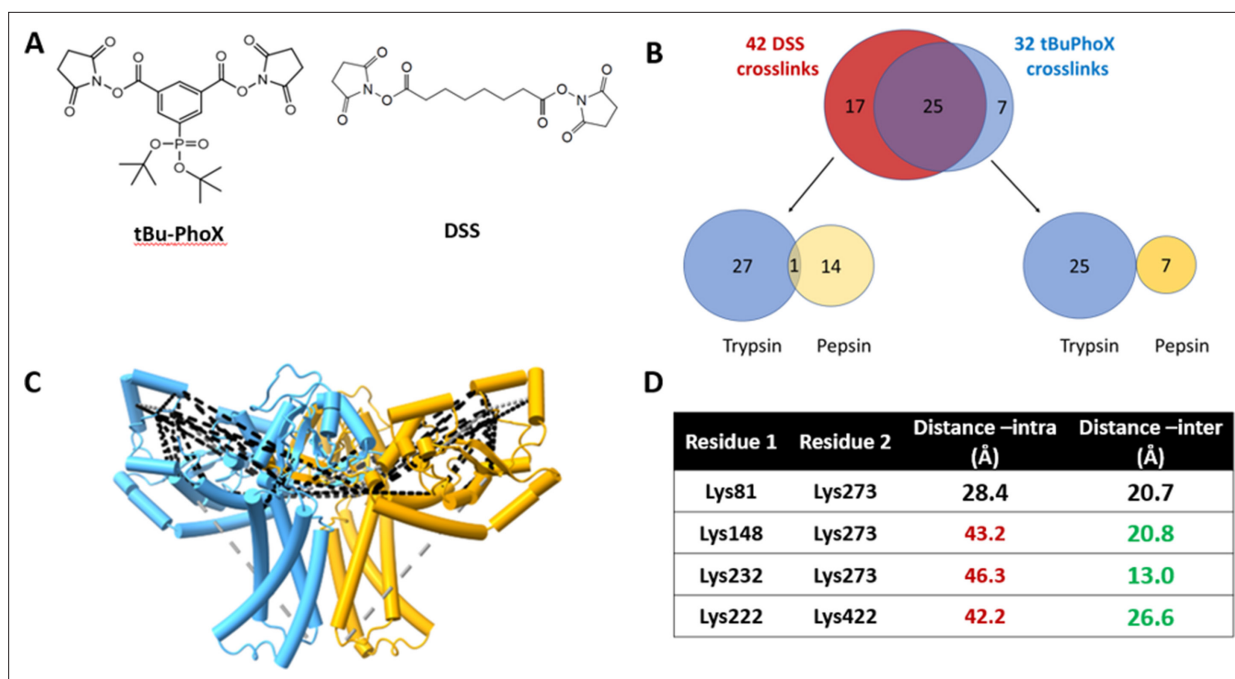 A
O
O
O
O
N
N
O
O
O
O
O
O
P
O
O
O
tBu-PhoX
O
O
N
O
O
O
O
N
O
O
DSS
B
42 DSS
crosslinks
32 tBuPhoX
crosslinks
17
25
7
27
1
14
25
7
Trypsin
Pepsin
Trypsin
Pepsin
C
D
Residue 1 Residue 2 Distance –intra (Å) Distance –inter (Å)
Lys81 Lys273 28.4 20.7
Lys148 Lys273 43.2 20.8
Lys232 Lys273 46.3 13.0
Lys222 Lys422 42.2 26.6